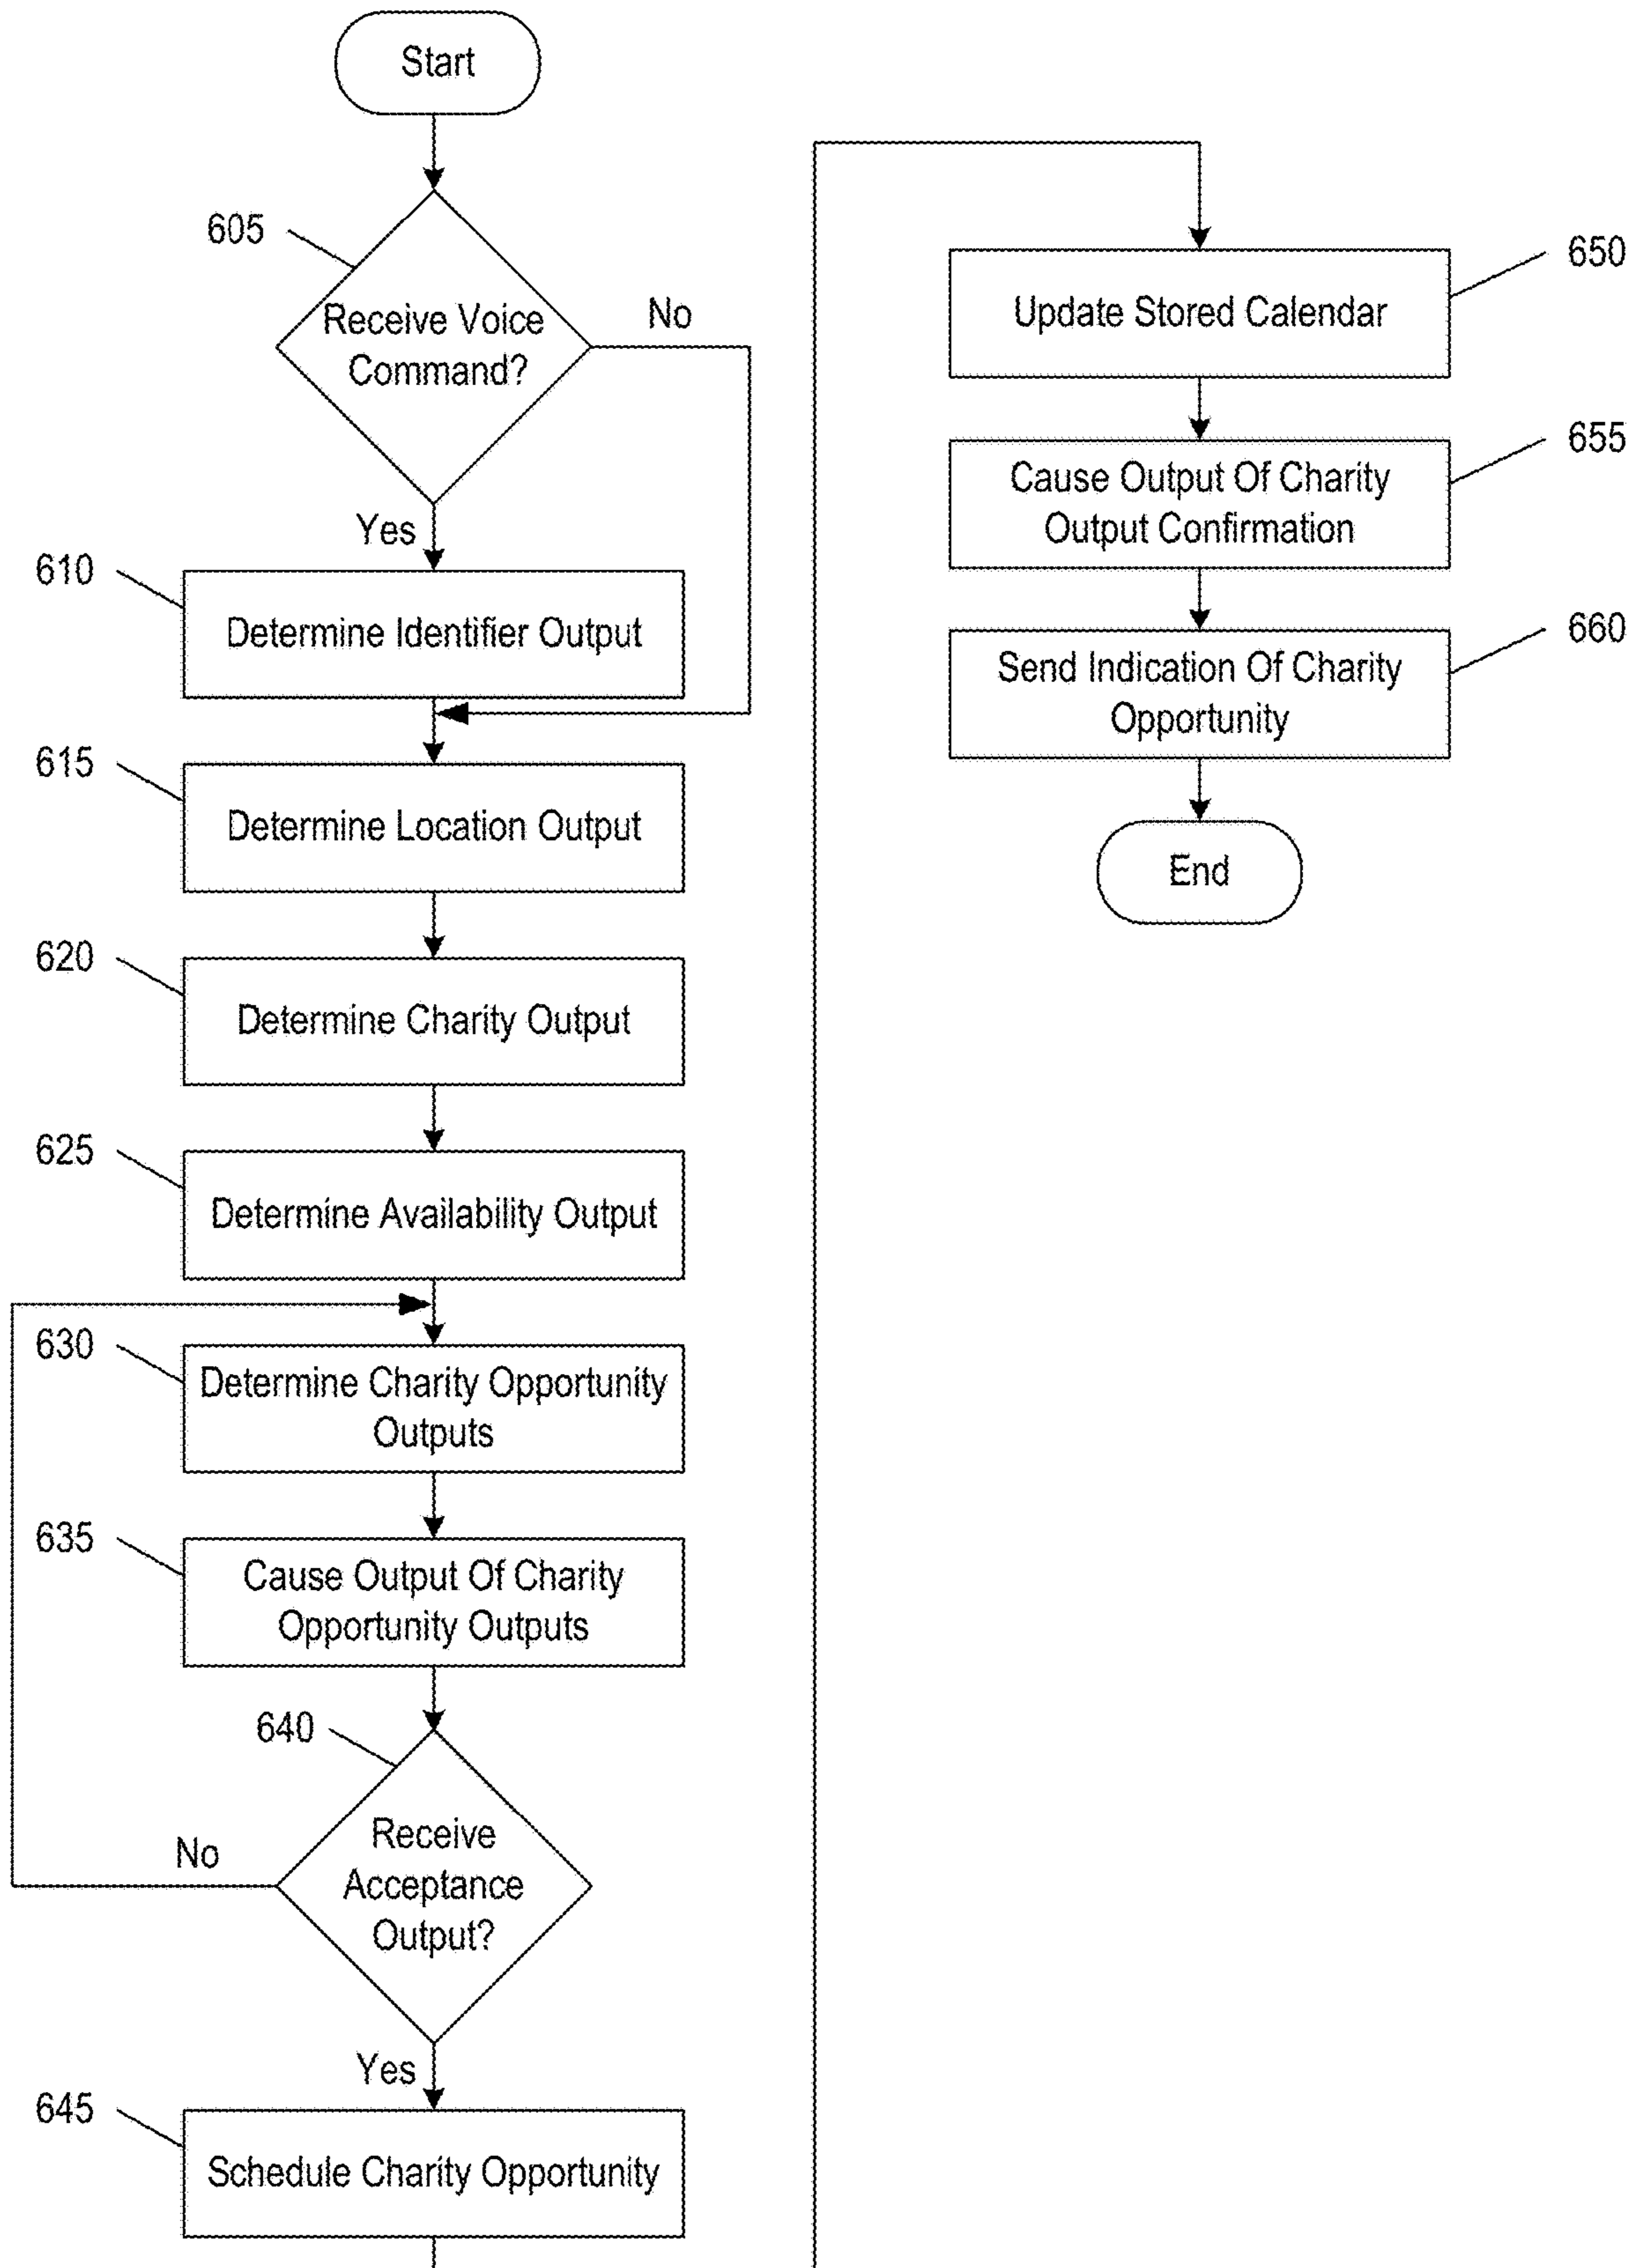 Start
605
Receive Voice
Command?
No
Yes
610
Determine Identifier Output
615
Determine Location Output
620
Determine Charity Output
625
Determine Availability Output
630
Determine Charity Opportunity
Outputs
635
Cause Output Of Charity
Opportunity Outputs
640
Receive
Acceptance
Output?
No
Yes
645
Schedule Charity Opportunity
650
Update Stored Calendar
655
Cause Output Of Charity
Output Confirmation
660
Send Indication Of Charity
Opportunity
End